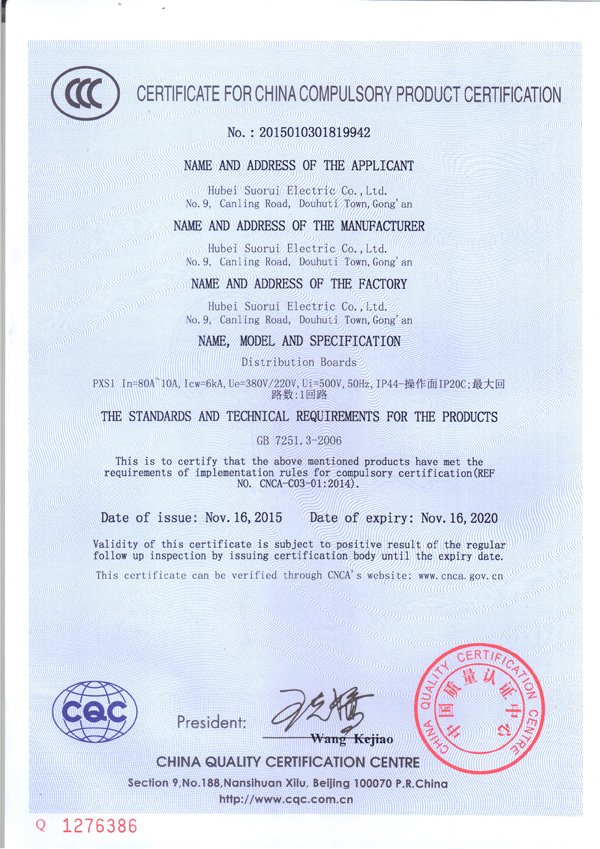 CCC
CERTIFICATE FOR CHINA COMPULSORY PRODUCT CERTIFICATION
No.: 2015010301819942
NAME AND ADDRESS OF THE APPLICANT
Hubei Suorui Electric Co.,Ltd.
No.9, Canling Road, Douhuti Town,Gong'an
NAME AND ADDRESS OF THE MANUFACTURER
Hubei Suorui Electric Co.,Ltd.
No.9, Canling Road, Douhuti Town,Gong'an
NAME AND ADDRESS OF THE FACTORY
Hubei Suorui Electric Co.,Ltd.
No.9, Canling Road, Douhuti Town,Gong'an
NAME, MODEL AND SPECIFICATION
Distribution Boards
PXS1 In=80A~10A,Icw=6kA,Ue=380V/220V,Ui=500V,50Hz,IP44-操作面IP20C;最大回
路数:1回路
THE STANDARDS AND TECHNICAL REQUIREMENTS FOR THE PRODUCTS
GB 7251.3-2006
This is to certify that the above mentioned products have met the
requirements of implementation rules for compulsory certification(REF
NO. CNCA-C03-01:2014).
Date of issue: Nov.16,2015 Date of expiry: Nov.16,2020
Validity of this certificate is subject to positive result of the regular
follow up inspection by issuing certification body until the expiry date.
This certificate can be verified through CNCA's website: www.cnca.gov.cn
CHINA QUALITY CERTIFICATION CENTRE
中国质量认证中心
CQC
President:
Wang Kejiao
CHINA QUALITY CERTIFICATION CENTRE
Section 9,No.188,Nansihuan Xilu, Beijing 100070 P.R.China
http://www.cqc.com.cn
Q 1276386